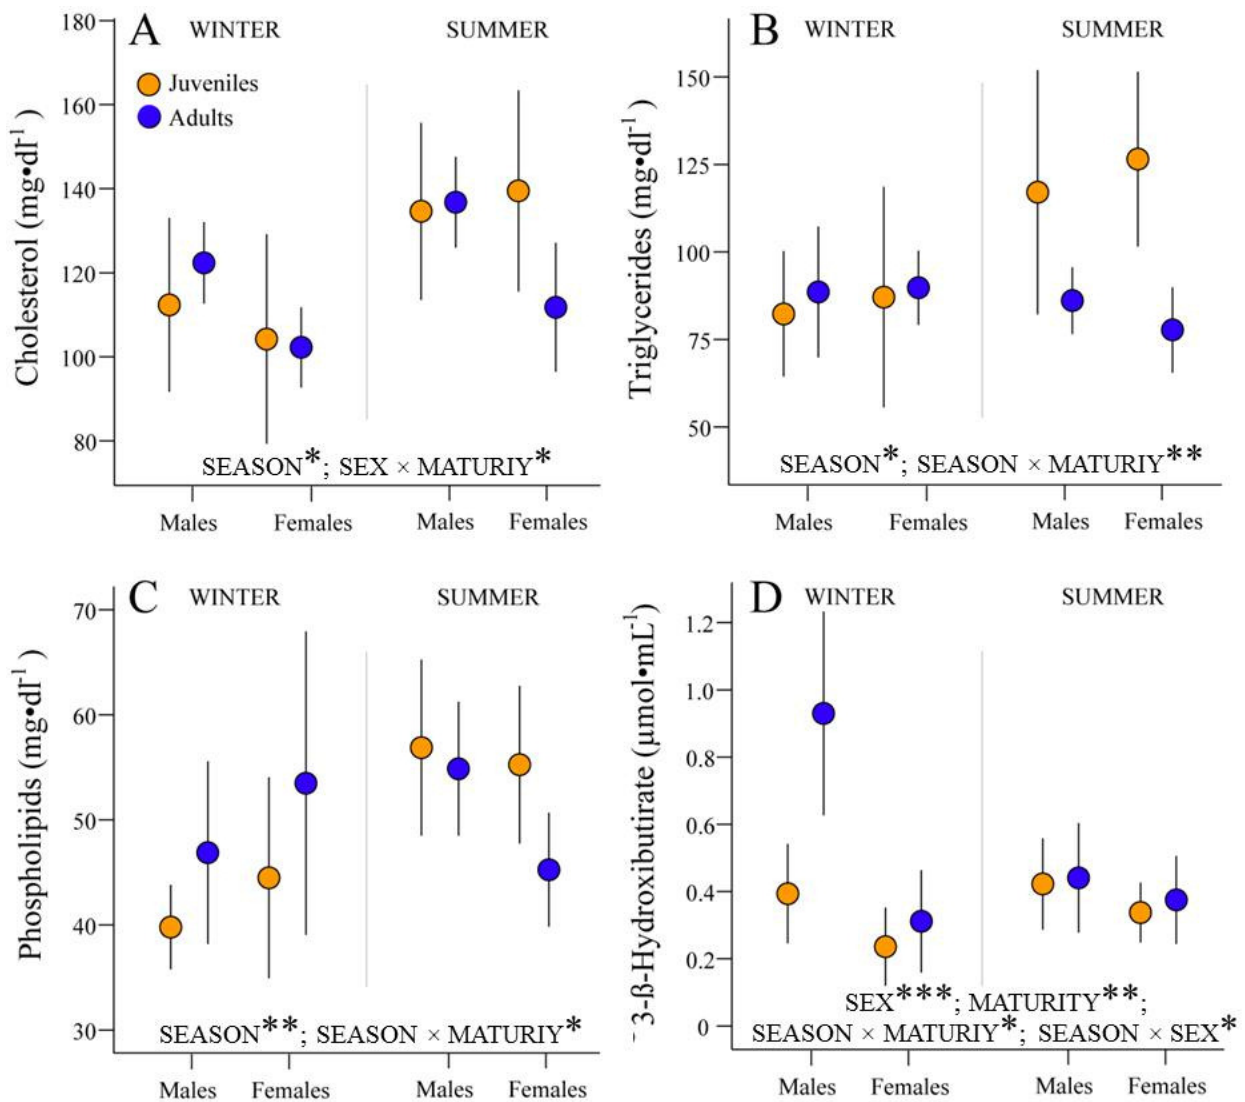 A WINTER SUMMER
Juveniles
Adults
Cholesterol (mg•dl-1)
180
160
140
120
100
80
SEASON*; SEX × MATURIY*
Males Females Males Females
B WINTER SUMMER
Triglycerides (mg•dl-1)
150
125
100
75
50
SEASON*; SEASON × MATURIY**
Males Females Males Females
C WINTER SUMMER
Phospholipids (mg•dl-1)
70
60
50
40
30
SEASON**; SEASON × MATURIY*
Males Females Males Females
D WINTER SUMMER
3-ß-Hydroxibutirate (µmol•mL-1)
1.2
1.0
0.8
0.6
0.4
0.2
0
SEX***; MATURITY**;
SEASON × MATURIY*; SEASON × SEX*
Males Females Males Females